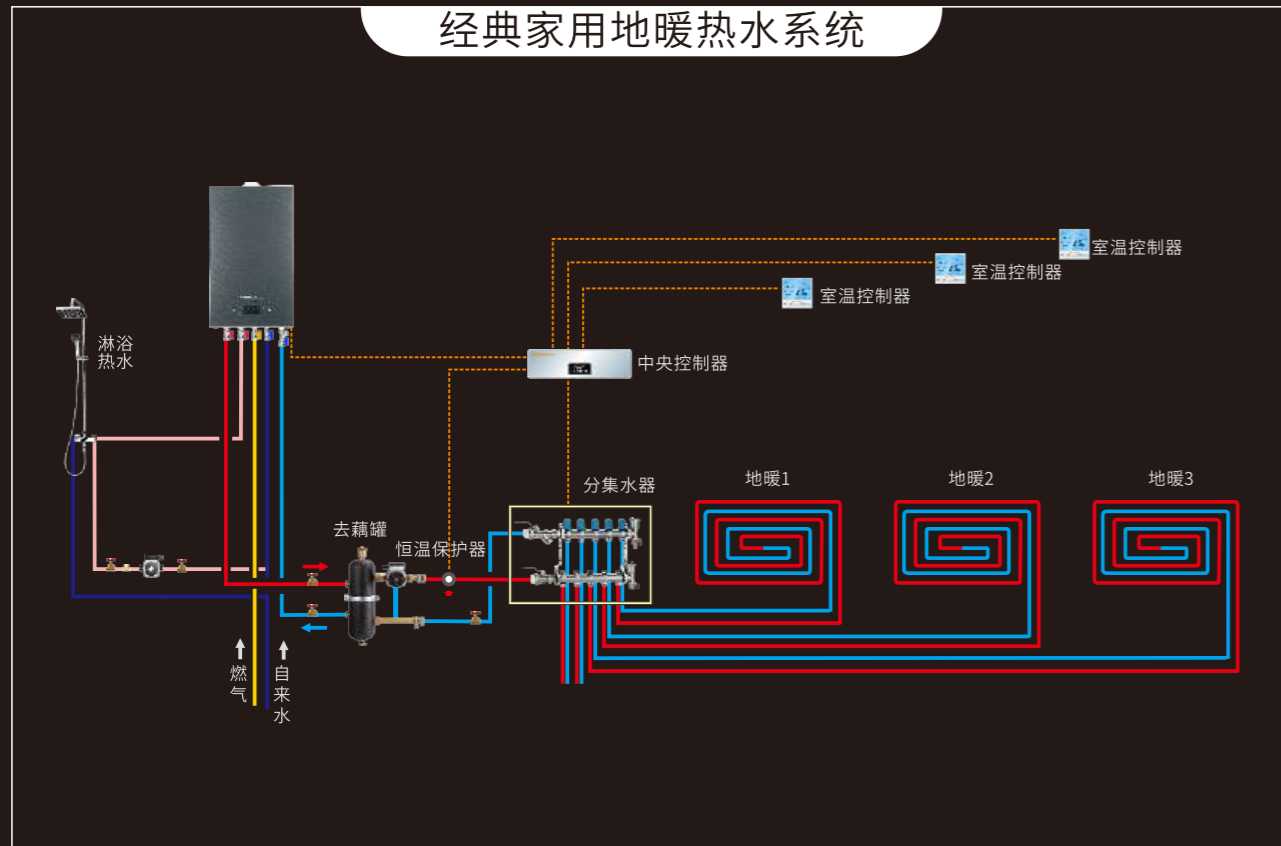 经典家用地暖热水系统
室温控制器
室温控制器
室温控制器
淋浴
热水
中央控制器
分集水器
地暖1
地暖2
地暖3
去藕罐
恒温保护器
燃气
自来水